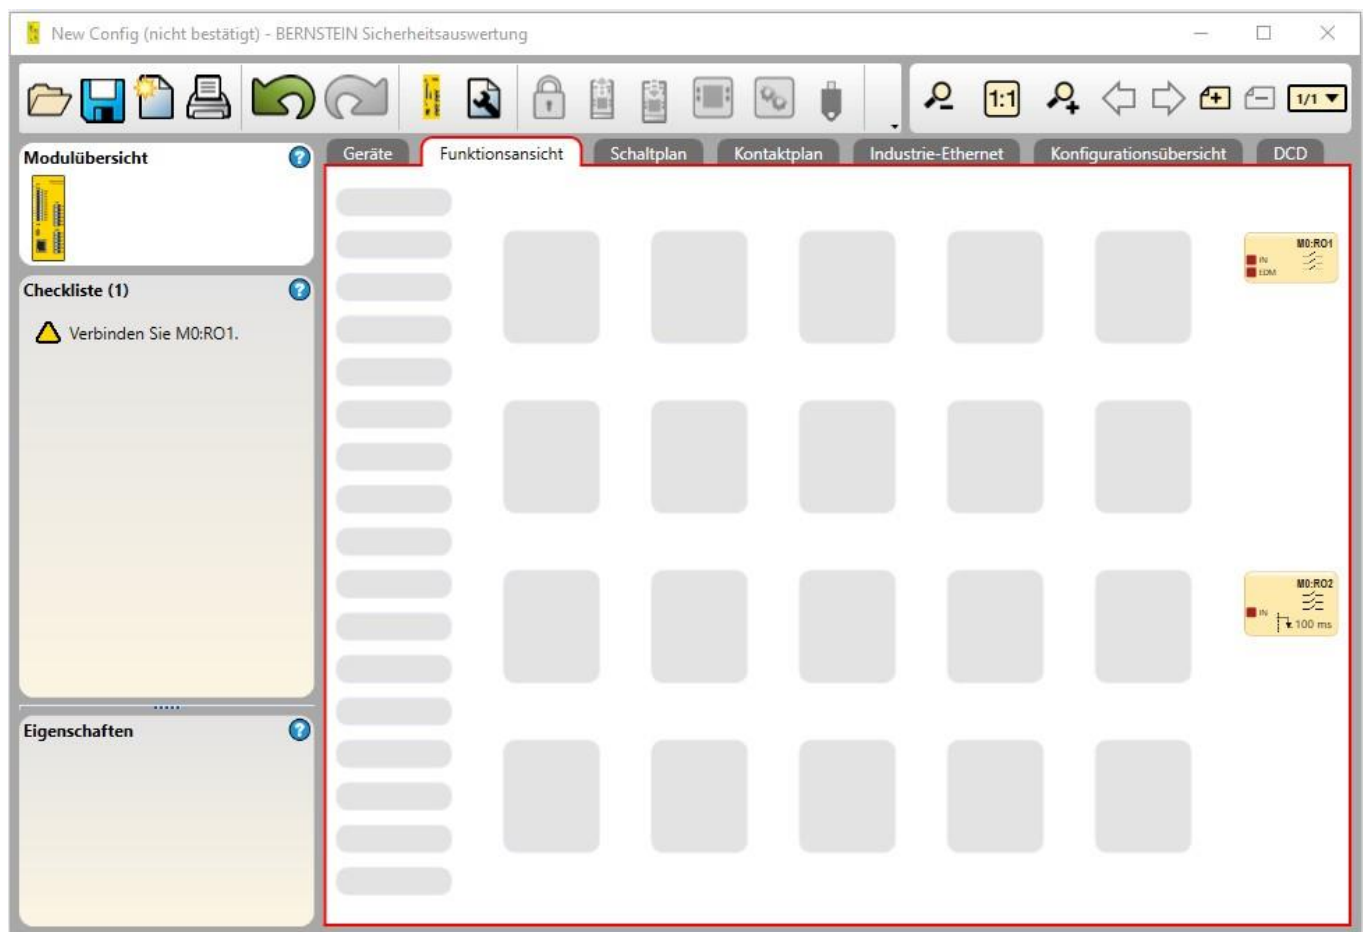 New Config (nicht bestätigt) - BERNSTEIN Sicherheitsauswertung
1:1
1/1
Modulübersicht
Geräte
Funktionsansicht
Schaltplan
Kontaktplan
Industrie-Ethernet
Konfigurationsübersicht
DCD
Checkliste (1)
Verbinden Sie M0:RO1.
M0:RO1
IN
EDM
M0:RO2
IN
100 ms
Eigenschaften